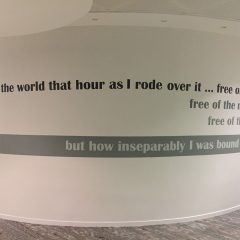 the world that hour as I rode over it ... free
free of the
free of
but how inseparably I was bound